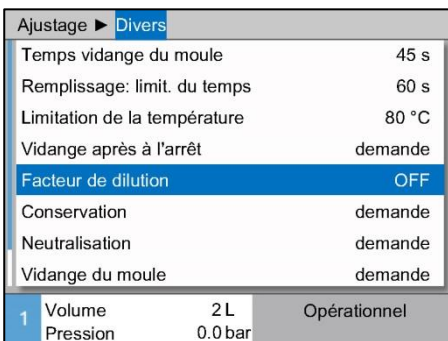 Ajustage ► Divers
Temps vidange du moule 45 s
Remplissage: limit. du temps 60 s
Limitation de la température 80 °C
Vidange après à l'arrêt demande
Facteur de dilution OFF
Conservation demande
Neutralisation demande
Vidange du moule demande
1 Volume 2 L Opérationnel
Pression 0.0 bar